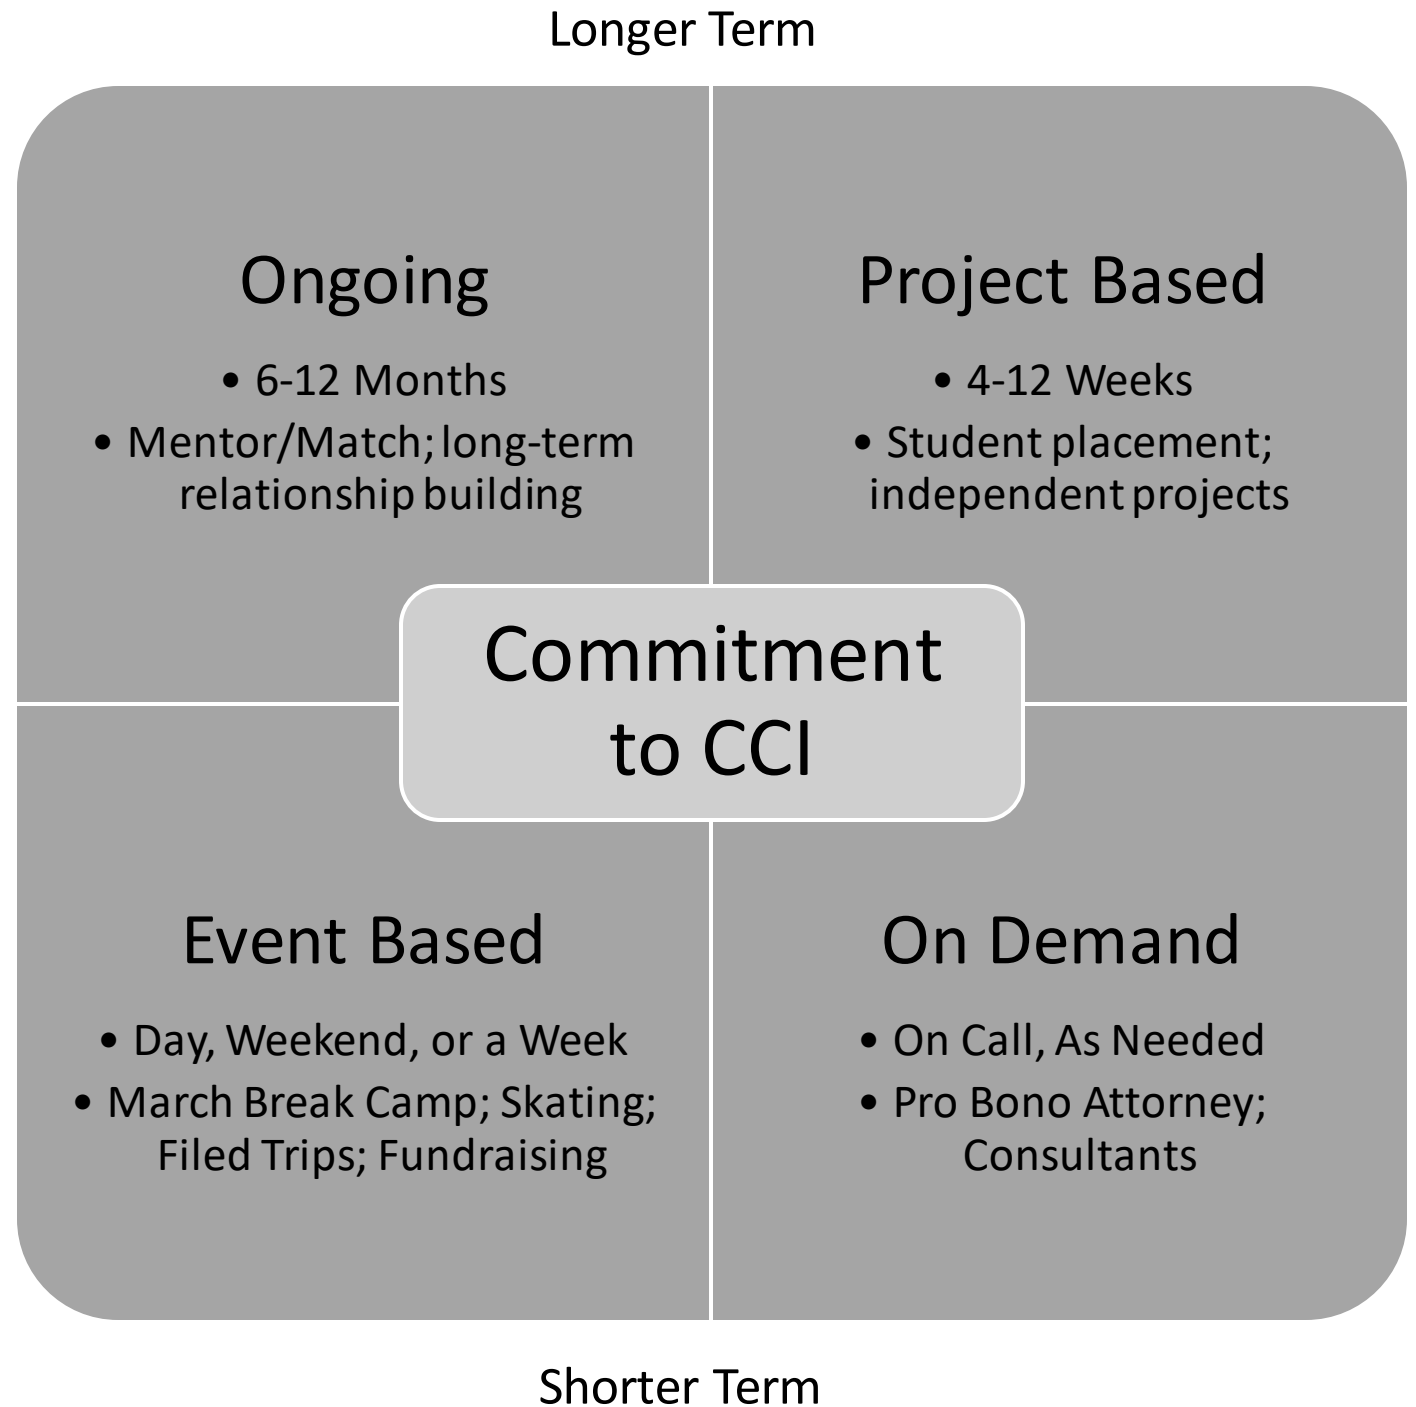 Longer Term
Ongoing
• 6-12 Months
• Mentor/Match; long-term
relationship building
Project Based
• 4-12 Weeks
• Student placement;
independent projects
Commitment
to CCI
Event Based
• Day, Weekend, or a Week
• March Break Camp; Skating;
Filed Trips; Fundraising
On Demand
• On Call, As Needed
• Pro Bono Attorney;
Consultants
Shorter Term